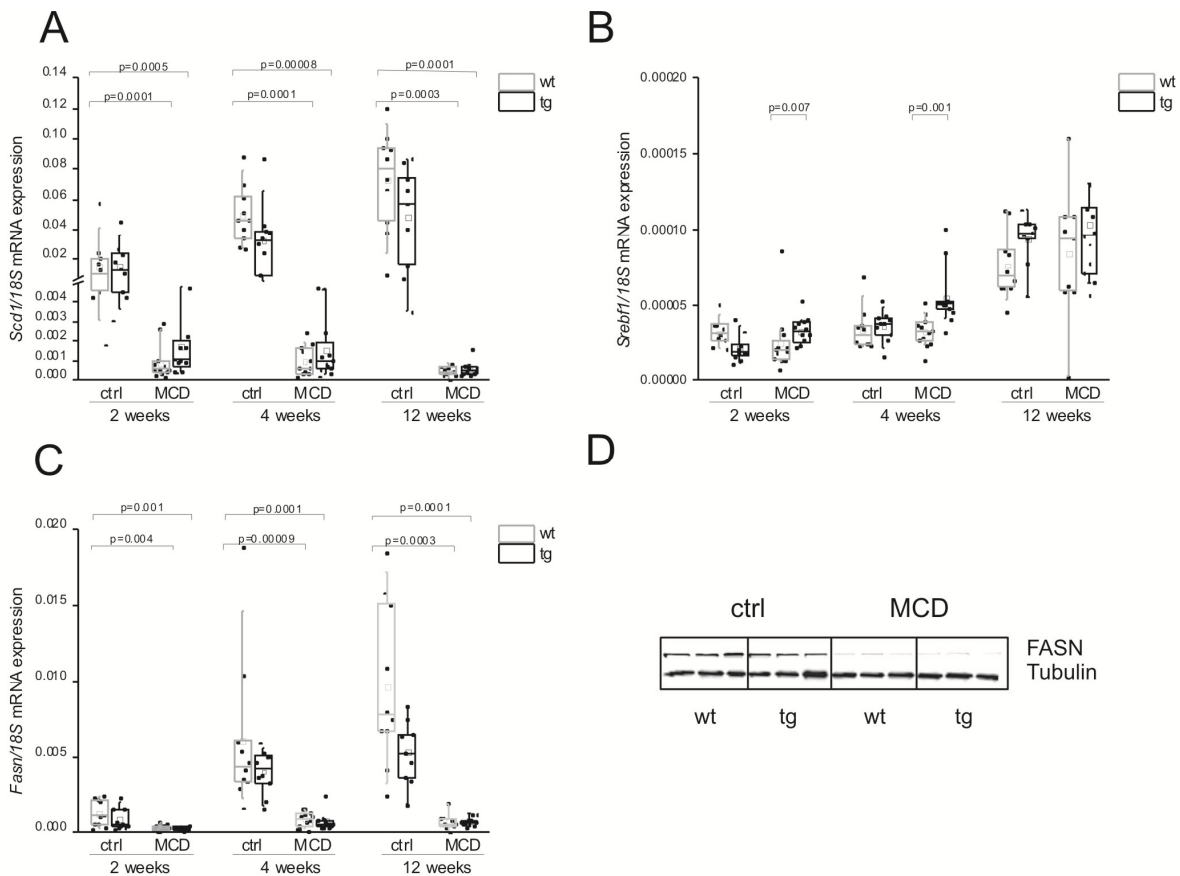 A
p=0.0005
p=0.0001
p=0.00008
p=0.0001
p=0.0001
p=0.0003
wt
tg
Scd1/18S mRNA expression
0.14
0.12
0.10
0.08
0.06
0.04
0.02
0.004
0.003
0.002
0.001
0.000
ctrl MCD ctrl MCD ctrl MCD
2 weeks 4 weeks 12 weeks
B
p=0.007
p=0.001
wt
tg
Srebf1/18S mRNA expression
0.00020
0.00015
0.00010
0.00005
0.00000
ctrl MCD ctrl MCD ctrl MCD
2 weeks 4 weeks 12 weeks
C
p=0.001
p=0.004
p=0.0001
p=0.00009
p=0.0001
p=0.0003
wt
tg
Fasn/18S mRNA expression
0.020
0.015
0.010
0.005
0.000
ctrl MCD ctrl MCD ctrl MCD
2 weeks 4 weeks 12 weeks
D
ctrl MCD
FASN
Tubulin
wt tg wt tg